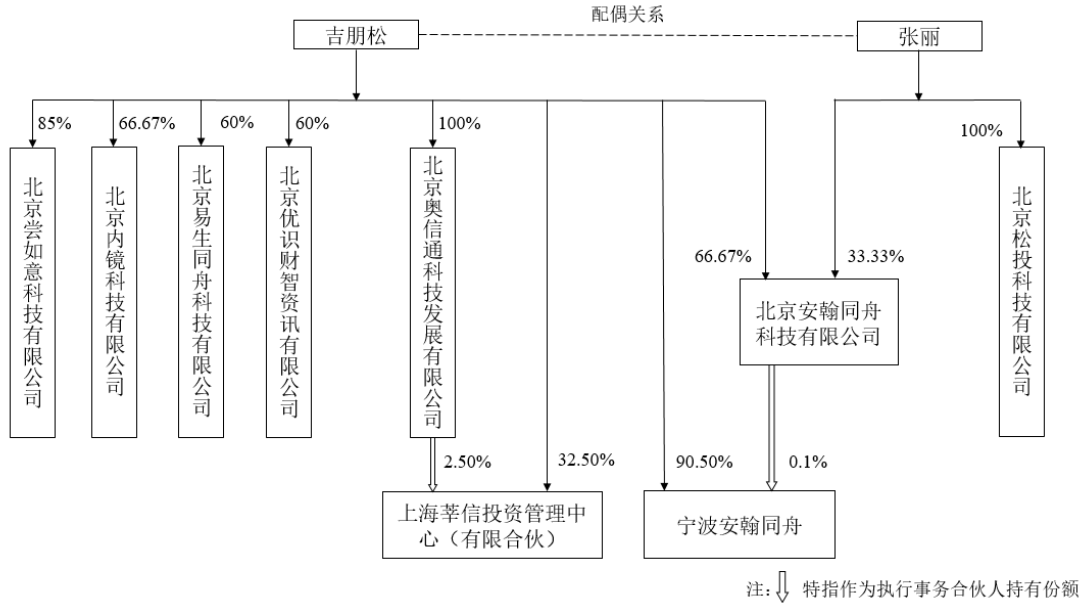 配偶关系
吉朋松
张丽
85%
66.67%
60%
60%
100%
100%
北京尝如意科技有限公司
北京内镜科技有限公司
北京易生同舟科技有限公司
北京优识财智资讯有限公司
北京奥信通科技发展有限公司
北京松投科技有限公司
66.67%
33.33%
北京安翰同舟
科技有限公司
2.50%
32.50%
90.50%
0.1%
上海莘信投资管理中
心（有限合伙）
宁波安翰同舟
注： 特指作为执行事务合伙人持有份额